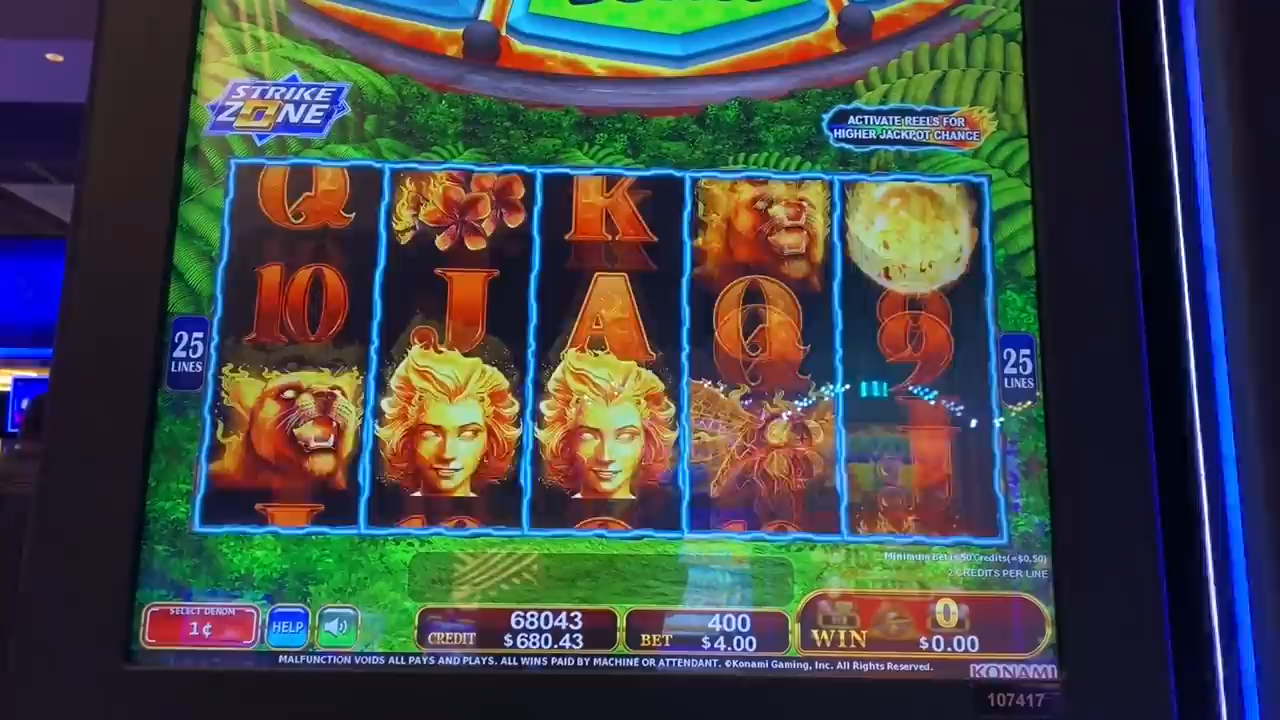 STRIKE
ZONE
ACTIVATE REELS FOR
HIGHER JACKPOT CHANCE
Q
K
10
J
A
Q
9
25
LINES
25
LINES
Minimum Bet is 50 Credits(=$0.50)
2 CREDITS PER LINE
SELECT DENOM
1¢
HELP
CREDIT
68043
$680.43
BET
400
$4.00
WIN
0
$0.00
MALFUNCTION VOIDS ALL PAYS AND PLAYS. ALL WINS PAID BY MACHINE OR ATTENDANT. ©Konami Gaming, Inc. All Rights Reserved.
KONAMI
107417